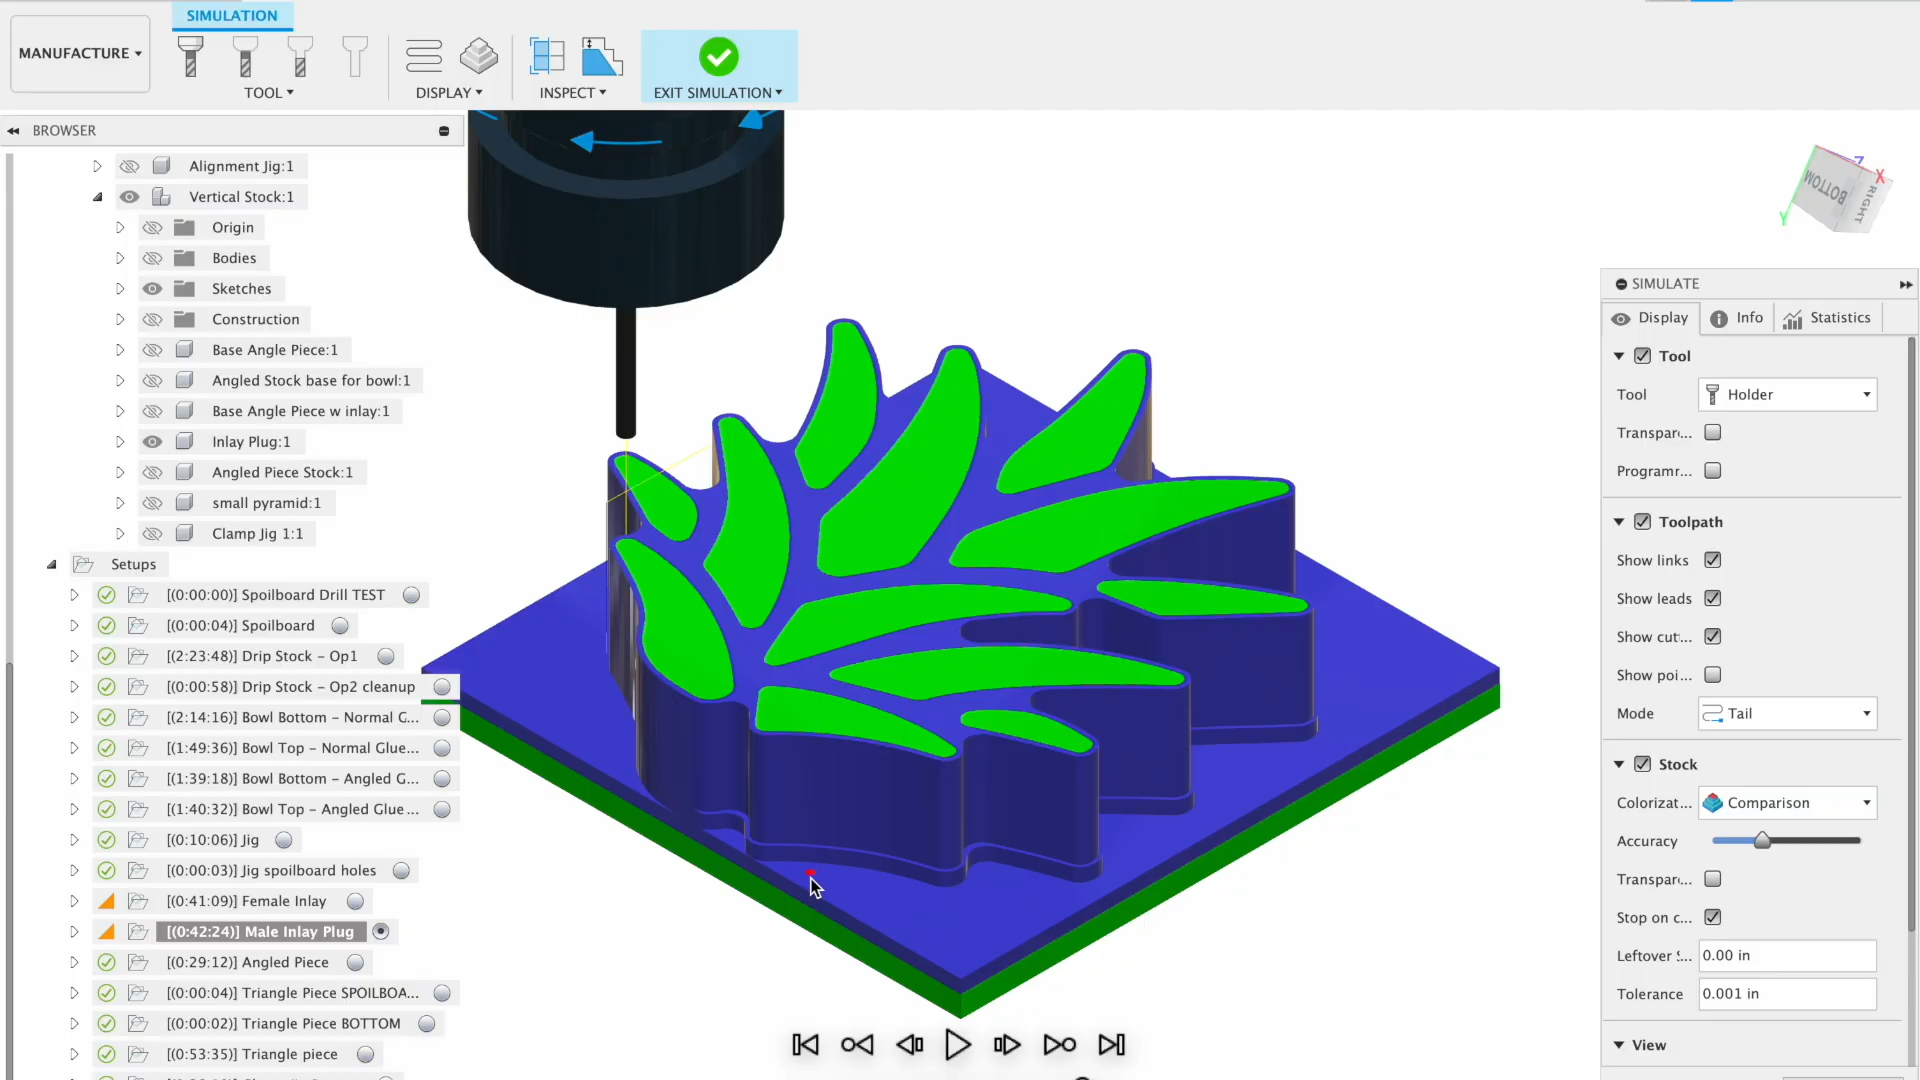 SIMULATION
MANUFACTURE
TOOL
DISPLAY
INSPECT
EXIT SIMULATION
BROWSER
Alignment Jig:1
Vertical Stock:1
Origin
Bodies
Sketches
Construction
Base Angle Piece:1
Angled Stock base for bowl:1
Base Angle Piece w inlay:1
Inlay Plug:1
Angled Piece Stock:1
small pyramid:1
Clamp Jig 1:1
Setups
[(0:00:00)] Spoilboard Drill TEST
[(0:00:04)] Spoilboard
[(2:23:48)] Drip Stock - Op1
[(0:00:58)] Drip Stock - Op2 cleanup
[(2:14:16)] Bowl Bottom - Normal G...
[(1:49:36)] Bowl Top - Normal Glue...
[(1:39:18)] Bowl Bottom - Angled G...
[(1:40:32)] Bowl Top - Angled Glue ...
[(0:10:06)] Jig
[(0:00:03)] Jig spoilboard holes
[(0:41:09)] Female Inlay
[(0:42:24)] Male Inlay Plug
[(0:29:12)] Angled Piece
[(0:00:04)] Triangle Piece SPOILBOA...
[(0:00:02)] Triangle Piece BOTTOM
[(0:53:35)] Triangle piece
Z
X
Y
BOTTOM
RIGHT
SIMULATE
Display
Info
Statistics
Tool
Tool
Holder
Transpar...
Programr...
Toolpath
Show links
Show leads
Show cut...
Show poi...
Mode
Tail
Stock
Colorizat...
Comparison
Accuracy
Transpar...
Stop on c...
Leftover S...
0.00 in
Tolerance
0.001 in
View